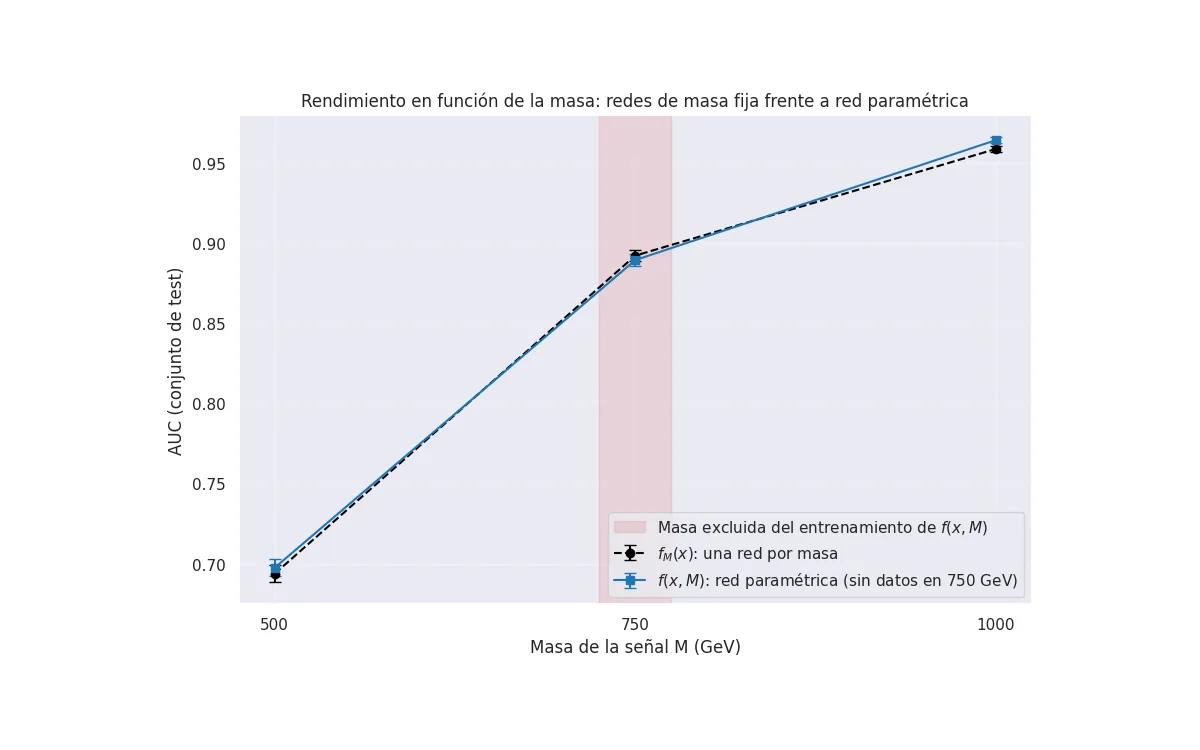 Rendimiento en función de la masa: redes de masa fija frente a red paramétrica
AUC (conjunto de test)
0.95
0.90
0.85
0.80
0.75
0.70
Masa excluida del entrenamiento de f(x, M)
f_M(x): una red por masa
f(x, M): red paramétrica (sin datos en 750 GeV)
500 750 1000
Masa de la señal M (GeV)